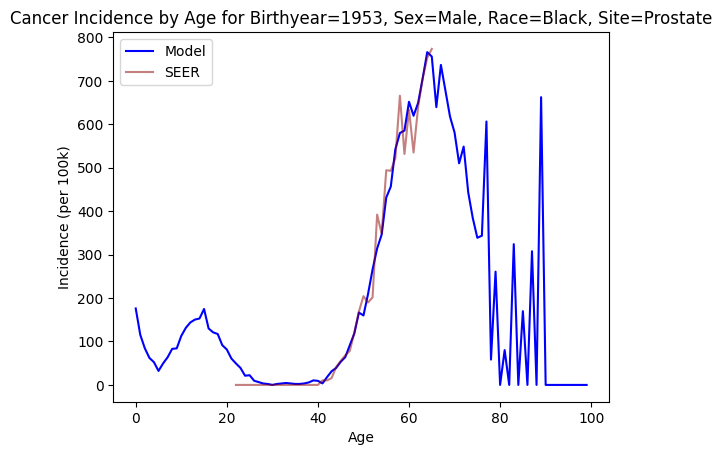 Cancer Incidence by Age for Birthyear=1953, Sex=Male, Race=Black, Site=Prostate
Model
SEER
Incidence (per 100k)
800
700
600
500
400
300
200
100
0
0 20 40 60 80 100
Age